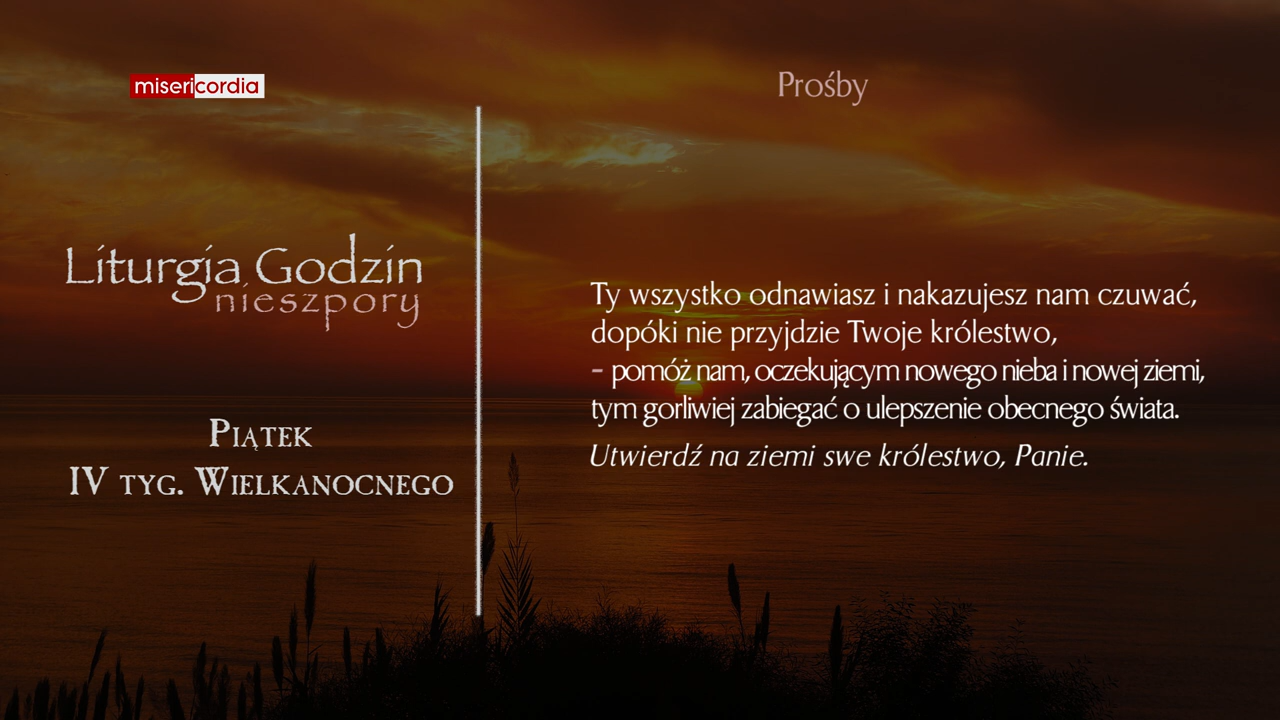 misericordia
Prośby
Liturgia Godzin
nieszpory
Piątek
IV tyg. Wielkanocnego
Ty wszystko odnawiasz i nakazujesz nam czuwać,
dopóki nie przyjdzie Twoje królestwo,
- pomóż nam, oczekującym nowego nieba i nowej ziemi,
tym gorliwiej zabiegać o ulepszenie obecnego świata.
Utwierdź na ziemi swe królestwo, Panie.